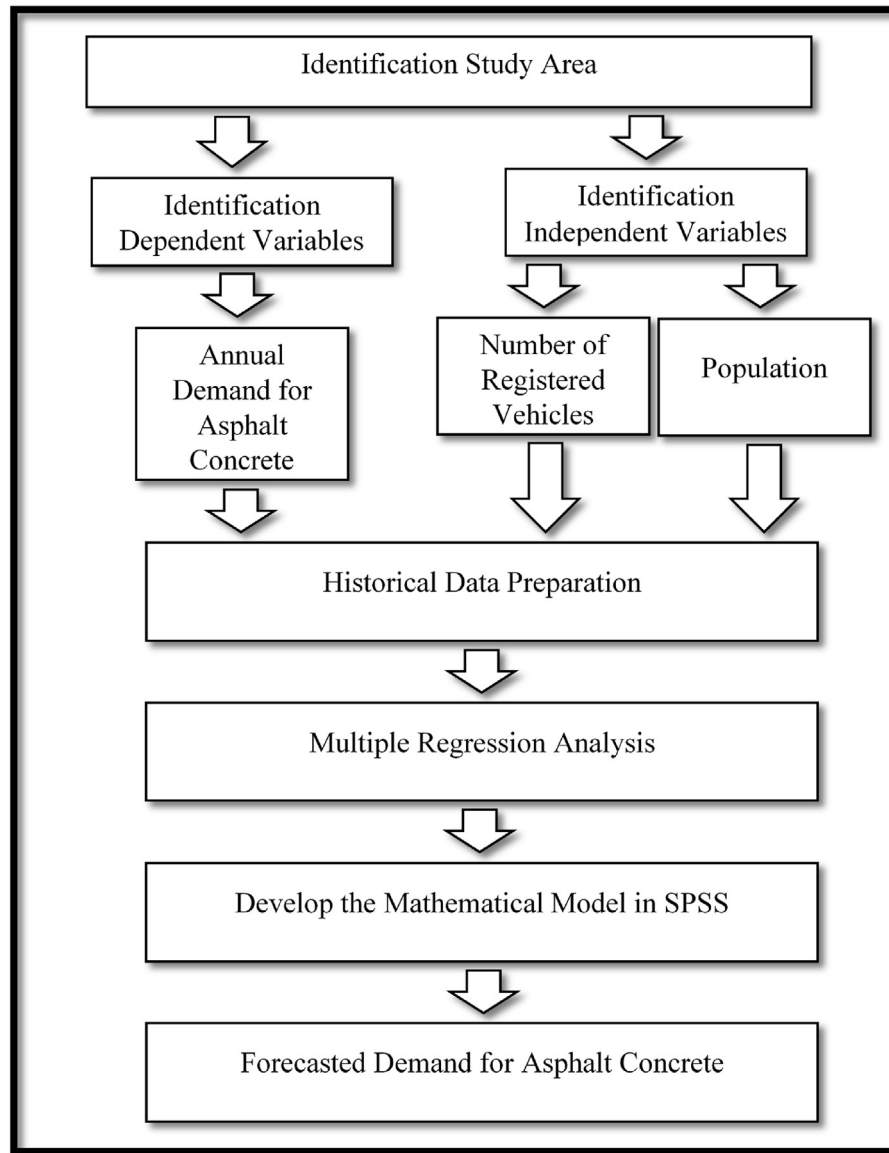 Identification Study Area
Identification
Dependent Variables
Identification
Independent Variables
Annual
Demand for
Asphalt
Concrete
Number of
Registered
Vehicles
Population
Historical Data Preparation
Multiple Regression Analysis
Develop the Mathematical Model in SPSS
Forecasted Demand for Asphalt Concrete